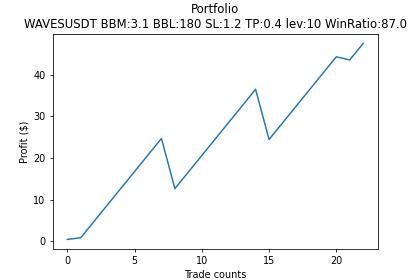 Portfolio
WAVESUSDT BBM:3.1 BBL:180 SL:1.2 TP:0.4 lev:10 WinRatio:87.0
Profit ($)
40
30
20
10
0
0 5 10 15 20
Trade counts